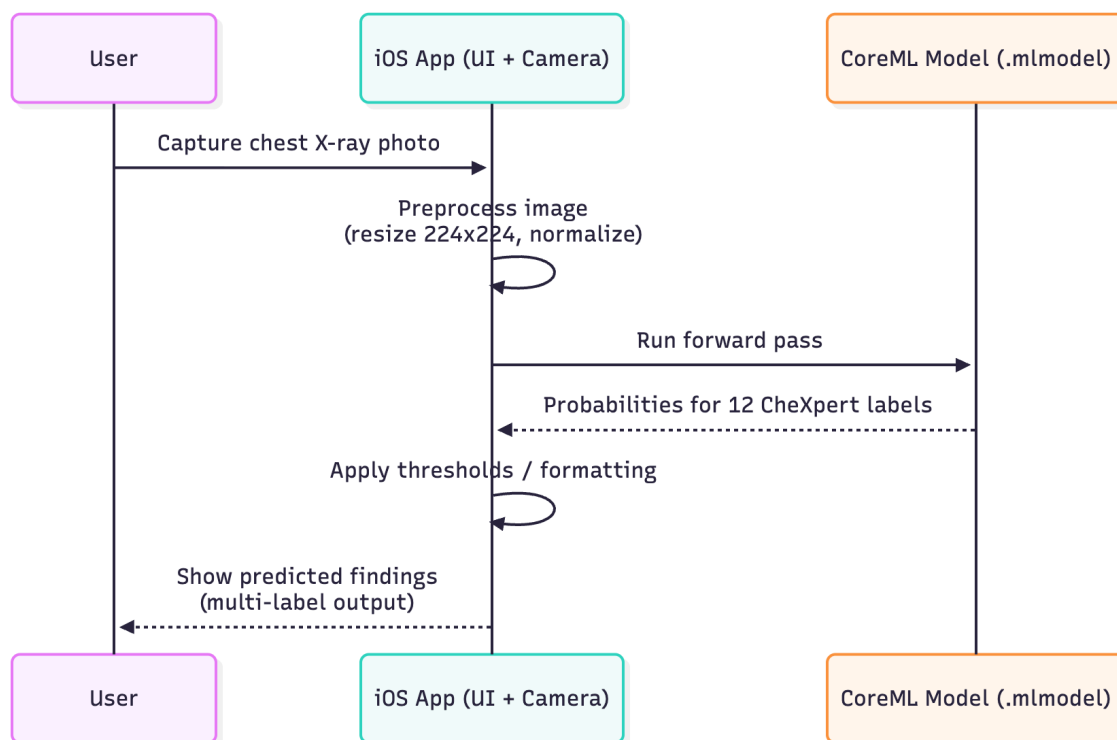 User
iOS App (UI + Camera)
CoreML Model (.mlmodel)
Capture chest X-ray photo
Preprocess image
(resize 224x224, normalize)
Run forward pass
Probabilities for 12 CheXpert labels
Apply thresholds / formatting
Show predicted findings
(multi-label output)
User
iOS App (UI + Camera)
CoreML Model (.mlmodel)